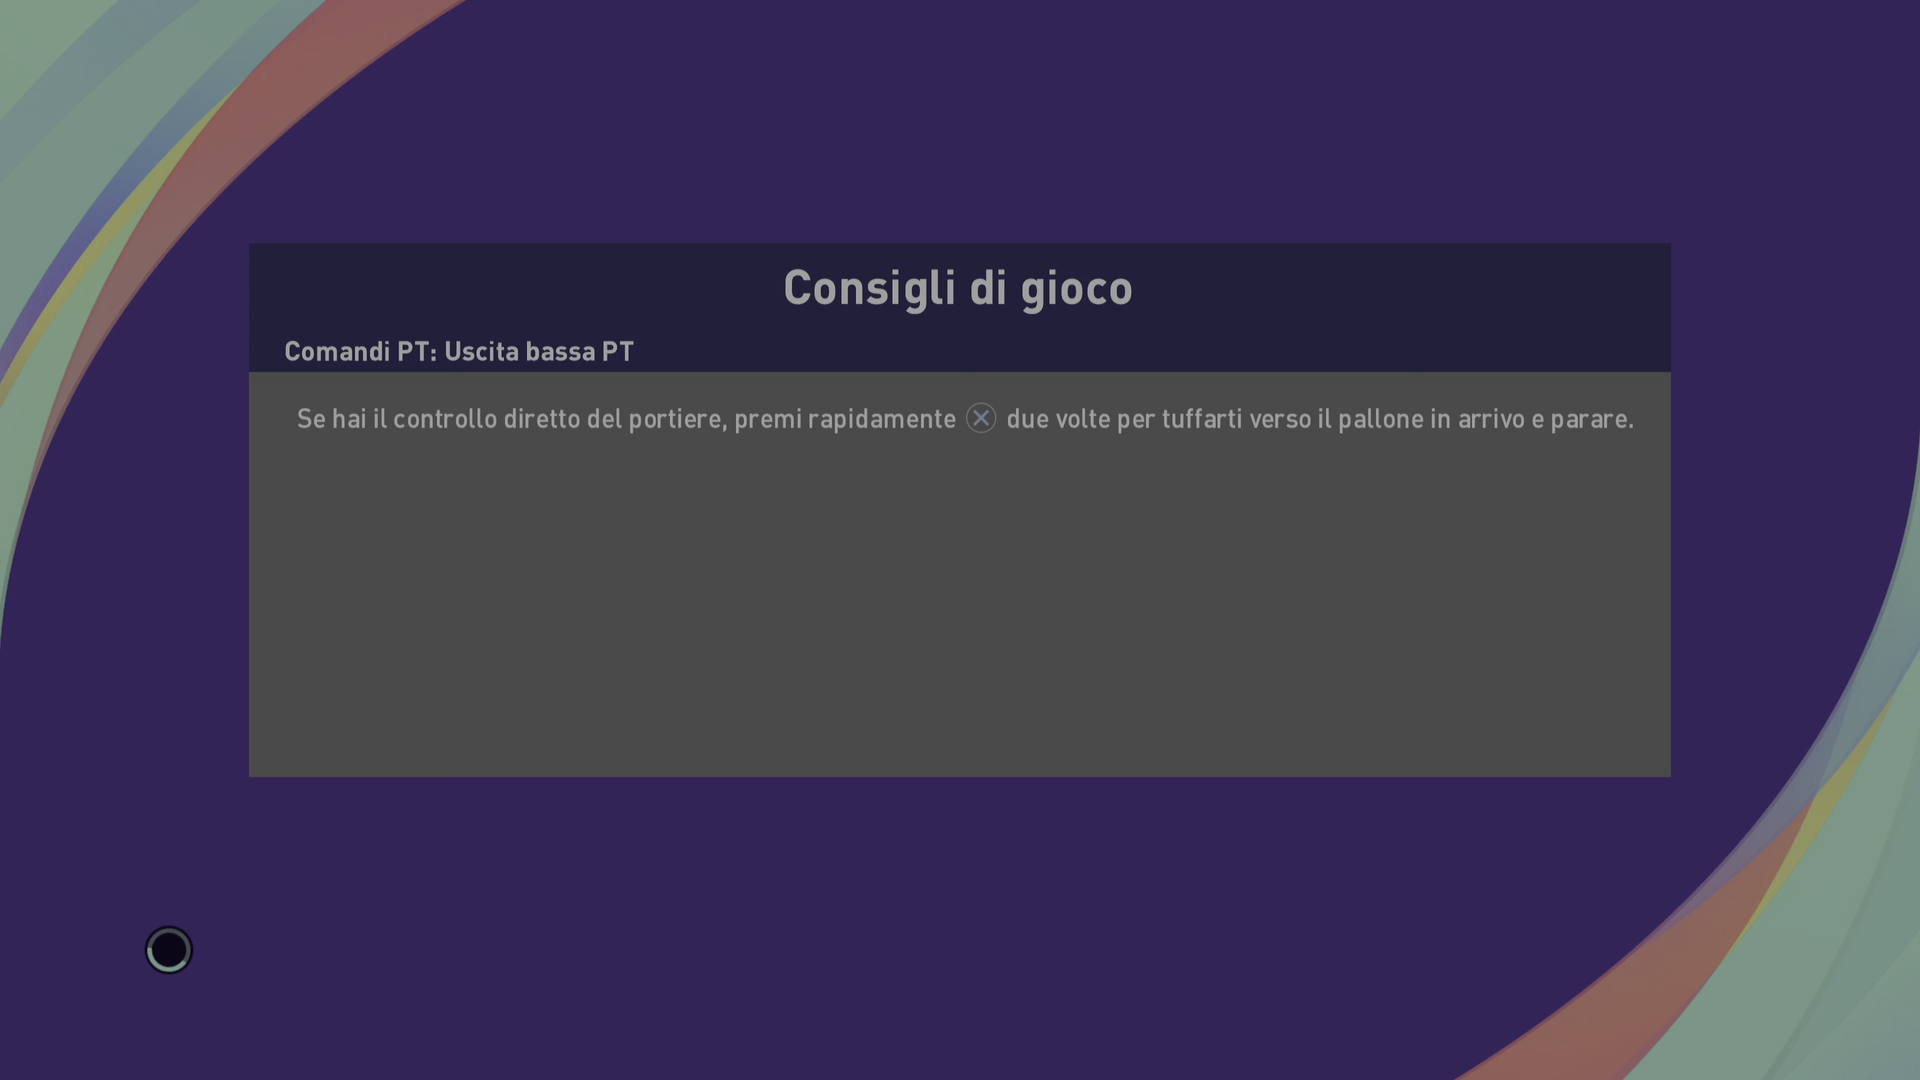 Consigli di gioco
Comandi PT: Uscita bassa PT
Se hai il controllo diretto del portiere, premi rapidamente ⓧ due volte per tuffarti verso il pallone in arrivo e parare.